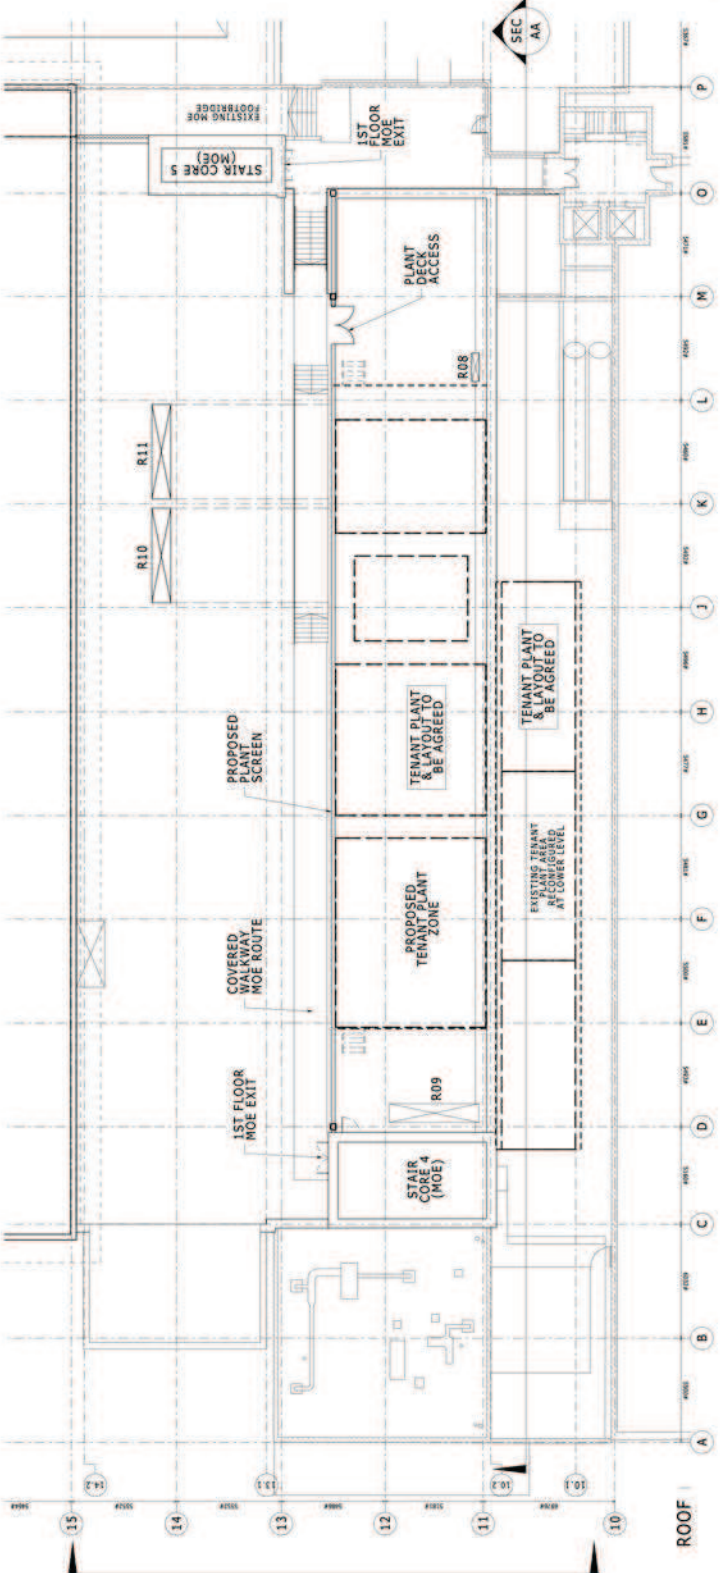 SEC
AA
P
EXISTING MOE
FOOTBRIDGE
1ST
FLOOR
MOE
EXIT
STAIR CORE 5
(MOE)
O
PLANT
DECK
ACCESS
M
R08
L
R11
K
R10
J
TENANT PLANT
& LAYOUT TO
BE AGREED
TENANT PLANT
& LAYOUT TO
BE AGREED
H
PROPOSED
PLANT
SCREEN
G
EXISTING TENANT
PLANT AREA
RECONFIGURED
AT LOWER LEVEL
PROPOSED
TENANT PLANT
ZONE
F
COVERED
WALKWAY
MOE ROUTE
E
R09
D
1ST FLOOR
MOE EXIT
STAIR
CORE 4
(MOE)
C
B
A
14.2
13.1
10.2
10.1
15
14
13
12
11
10
ROOF